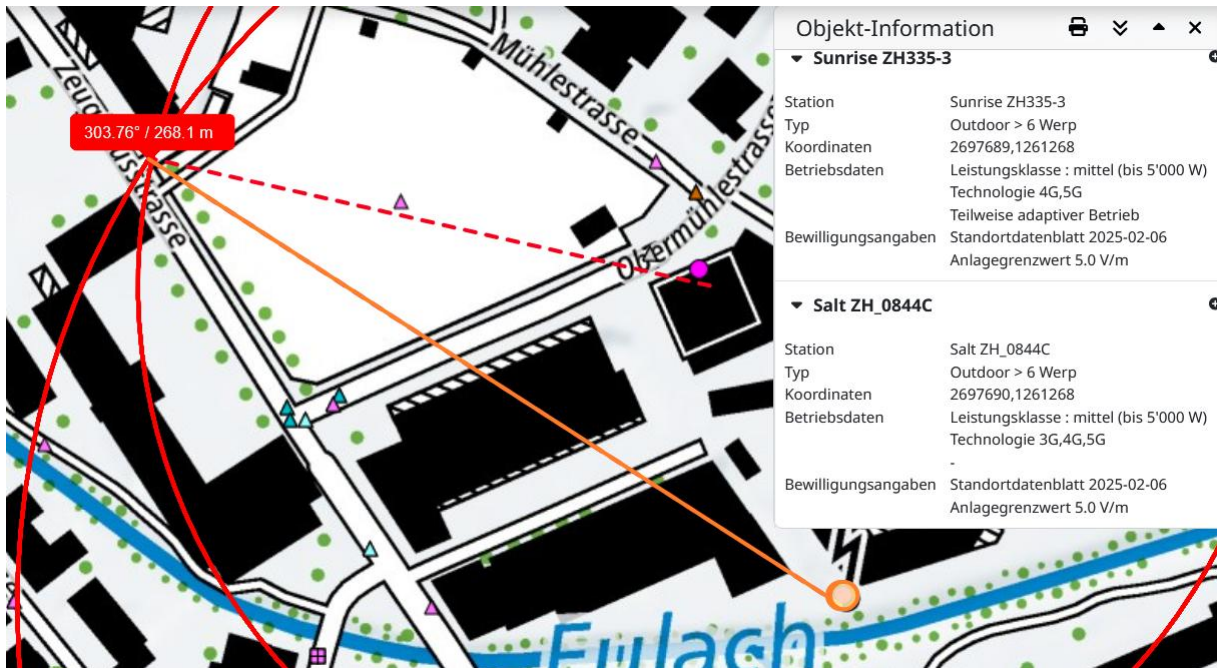 Mühlestrasse
Zeughausstrasse
303.76° / 268.1 m
Obermühlestrasse
Eulach
Objekt-Information
Sunrise ZH335-3
Station Sunrise ZH335-3
Typ Outdoor > 6 Werp
Koordinaten 2697689,1261268
Betriebsdaten Leistungsklasse : mittel (bis 5'000 W)
Technologie 4G,5G
Teilweise adaptiver Betrieb
Bewilligungsangaben Standortdatenblatt 2025-02-06
Anlagegrenzwert 5.0 V/m
Salt ZH_0844C
Station Salt ZH_0844C
Typ Outdoor > 6 Werp
Koordinaten 2697690,1261268
Betriebsdaten Leistungsklasse : mittel (bis 5'000 W)
Technologie 3G,4G,5G
-
Bewilligungsangaben Standortdatenblatt 2025-02-06
Anlagegrenzwert 5.0 V/m